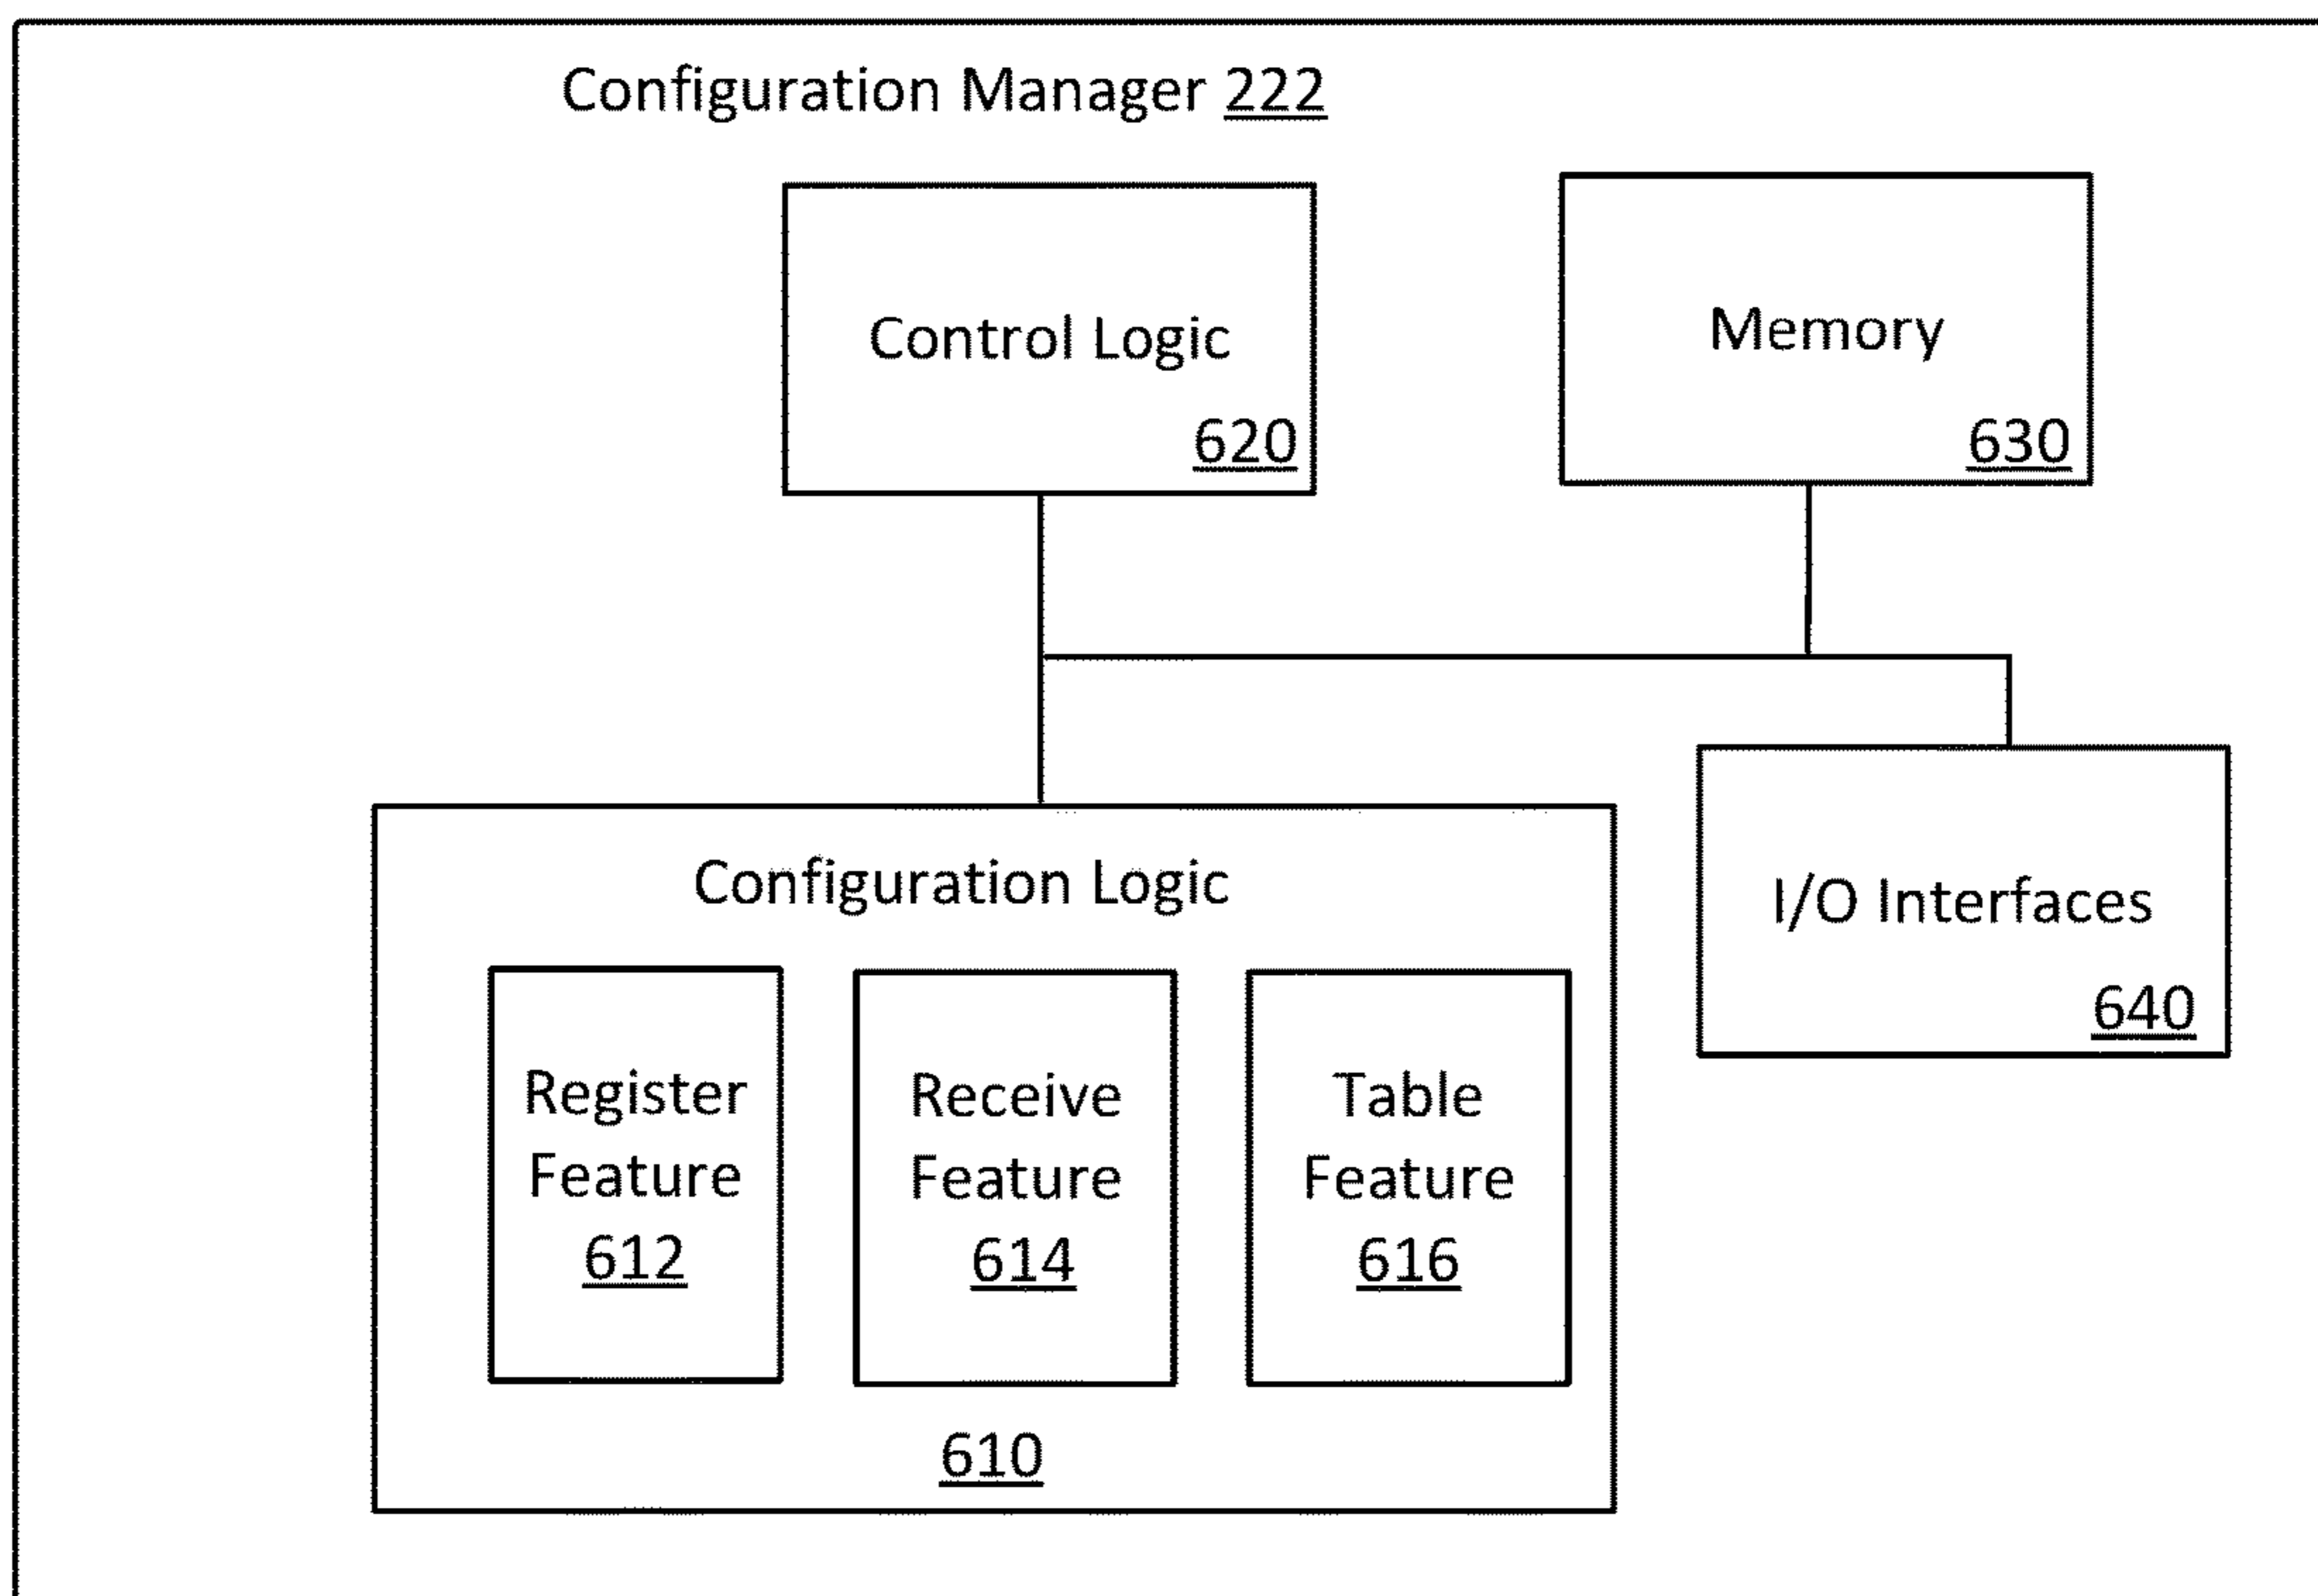 Configuration Manager 222
Control Logic
620
Memory
630
Configuration Logic
Register
Feature
612
Receive
Feature
614
Table
Feature
616
610
I/O Interfaces
640